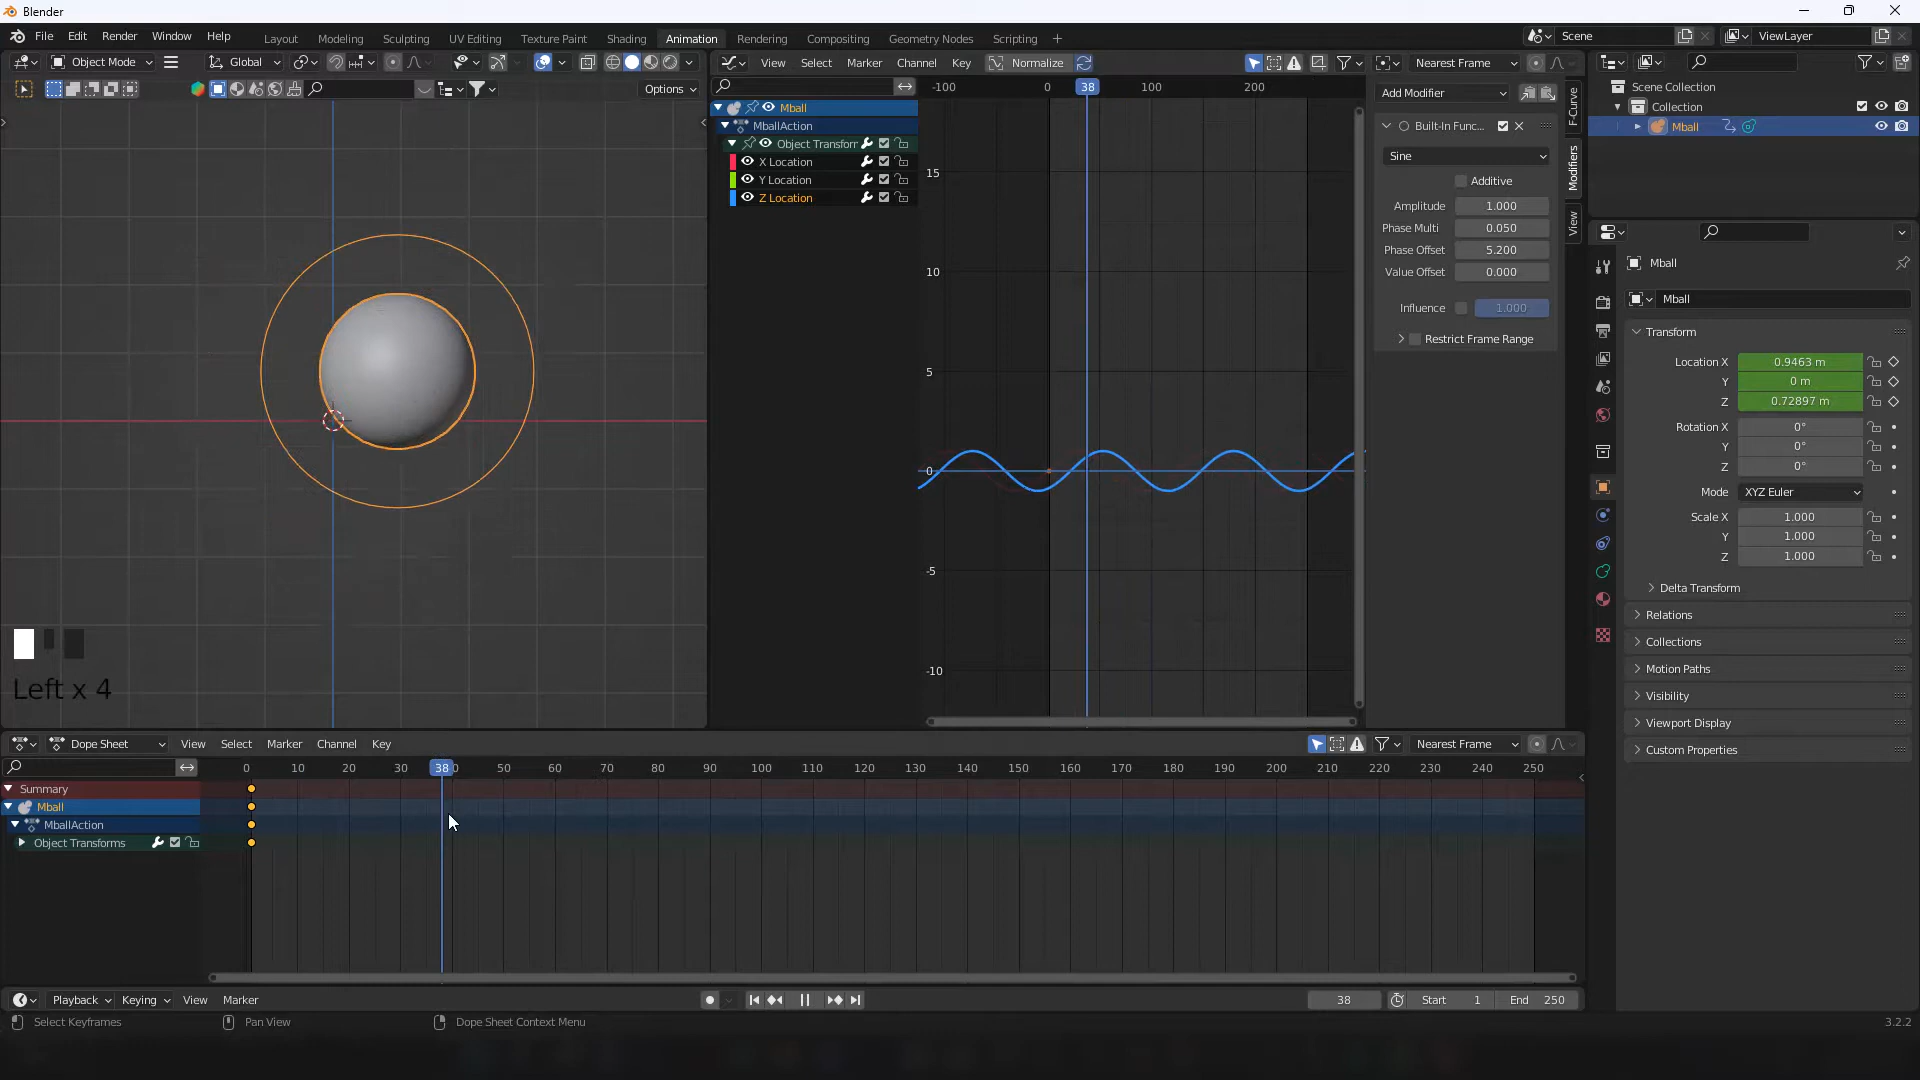 Blender
File Edit Render Window Help Layout Modeling Sculpting UV Editing Texture Paint Shading Animation Rendering Compositing Geometry Nodes Scripting + Scene ViewLayer
Object Mode Global View Select Marker Channel Key Normalize Nearest Frame
Options -100 0 38 100 200 Add Modifier Scene Collection
Mball Collection
MballAction Built-In Func... Mball
Object Transform Sine
X Location 15 Additive
Y Location Amplitude 1.000
Z Location Phase Multi 0.050
Phase Offset 5.200
10 Value Offset 0.000
Influence 1.000
Restrict Frame Range
5
0
-5
-10
F-Curve
Modifiers
View
Mball
Mball
Transform
Location X 0.9463 m
Y 0 m
Z 0.72897 m
Rotation X 0°
Y 0°
Z 0°
Mode XYZ Euler
Scale X 1.000
Y 1.000
Z 1.000
Delta Transform
Relations
Collections
Motion Paths
Visibility
Viewport Display
Custom Properties
Left x 4
Dope Sheet View Select Marker Channel Key Nearest Frame
0 10 20 30 38 0 50 60 70 80 90 100 110 120 130 140 150 160 170 180 190 200 210 220 230 240 250
Summary
Mball
MballAction
Object Transforms
Playback Keying View Marker 38 Start 1 End 250
Select Keyframes Pan View Dope Sheet Context Menu 3.2.2